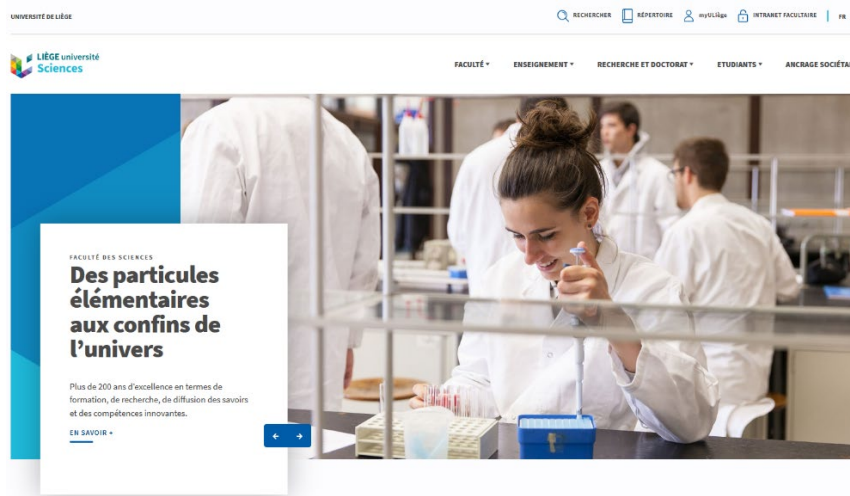 UNIVERSITÉ DE LIÈGE
RECHERCHER RÉPERTOIRE myULiège INTRANET FACULTAIRE FR
LIÈGE université
Sciences
FACULTÉ ENSEIGNEMENT RECHERCHE ET DOCTORAT ETUDIANTS ANCRAGE SOCIÉTAL
FACULTÉ DES SCIENCES
Des particules
élémentaires
aux confins de
l'univers
Plus de 200 ans d'excellence en termes de
formation, de recherche, de diffusion des savoirs
et des compétences innovantes.
EN SAVOIR +